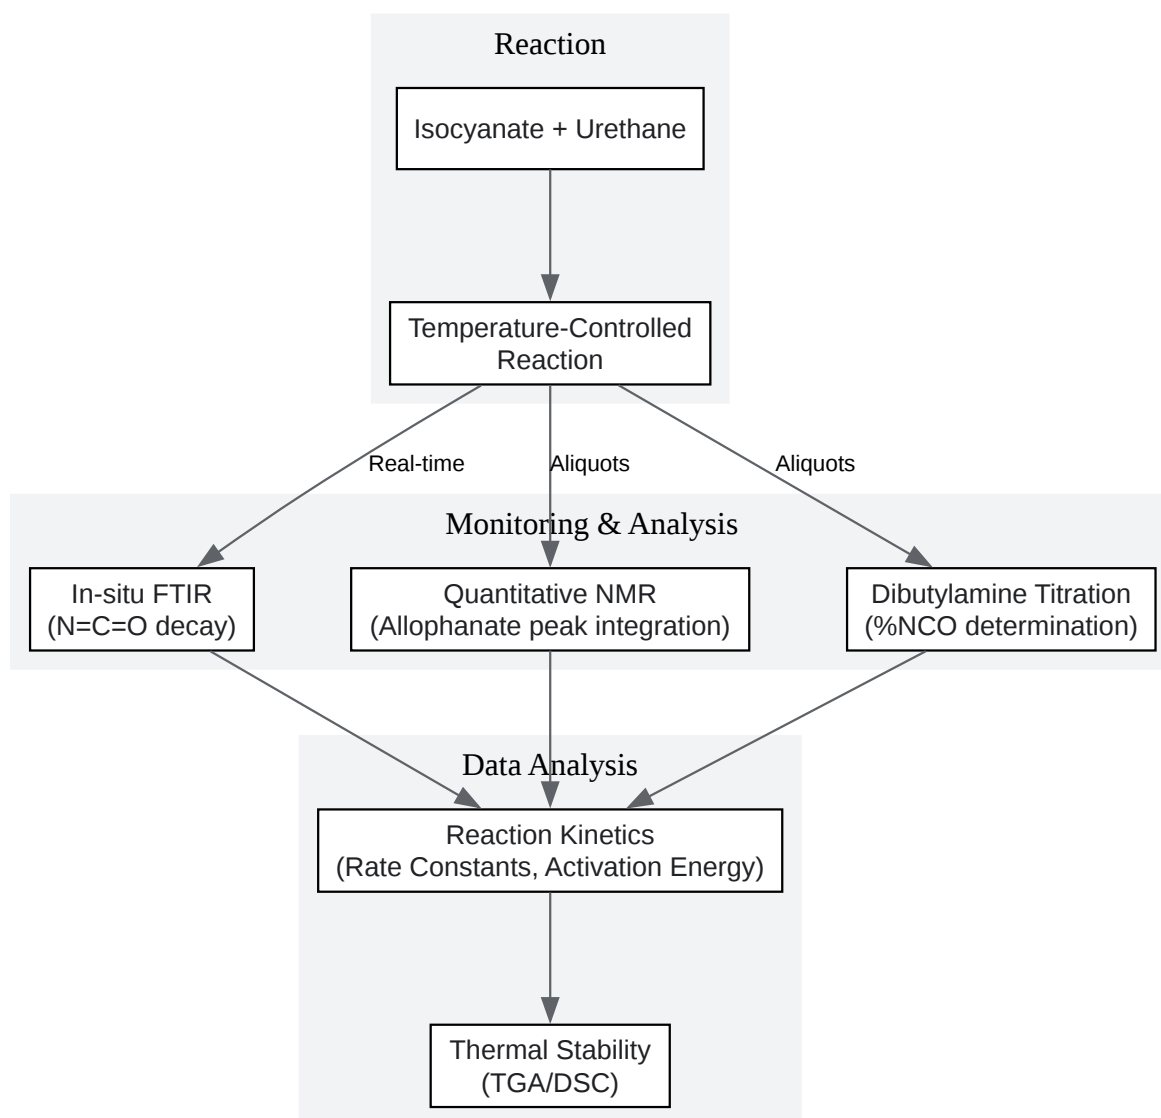 Reaction
Isocyanate + Urethane
Temperature-Controlled
Reaction
Real-time
Aliquots
Aliquots
Monitoring & Analysis
In-situ FTIR
(N=C=O decay)
Quantitative NMR
(Allophanate peak integration)
Dibutylamine Titration
(%NCO determination)
Data Analysis
Reaction Kinetics
(Rate Constants, Activation Energy)
Thermal Stability
(TGA/DSC)